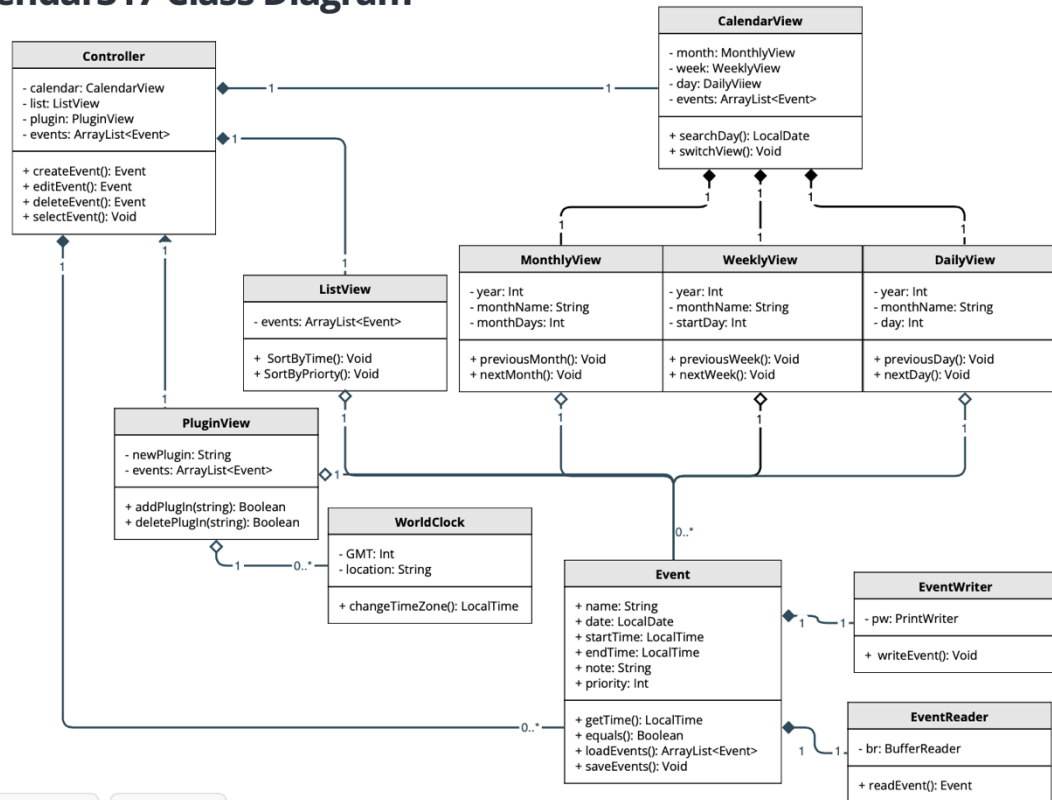 Class Diagram
Controller
- calendar: CalendarView
- list: ListView
- plugin: PluginView
- events: ArrayList<Event>
+ createEvent(): Event
+ editEvent(): Event
+ deleteEvent(): Event
+ selectEvent(): Void
1
1
1
1
1
CalendarView
- month: MonthlyView
- week: WeeklyView
- day: DailyView
- events: ArrayList<Event>
+ searchDay(): LocalDate
+ switchView(): Void
1
1
1
1
1
1
ListView
- events: ArrayList<Event>
+ SortByTime(): Void
+ SortByPriorty(): Void
1
1
MonthlyView
- year: Int
- monthName: String
- monthDays: Int
+ previousMonth(): Void
+ nextMonth(): Void
1
WeeklyView
- year: Int
- monthName: String
- startDay: Int
+ previousWeek(): Void
+ nextWeek(): Void
1
DailyView
- year: Int
- monthName: String
- day: Int
+ previousDay(): Void
+ nextDay(): Void
1
1
PluginView
- newPlugin: String
- events: ArrayList<Event>
+ addPlugIn(string): Boolean
+ deletePlugIn(string): Boolean
1
1
0..*
WorldClock
- GMT: Int
- location: String
+ changeTimeZone(): LocalTime
0..*
Event
+ name: String
+ date: LocalDate
+ startTime: LocalTime
+ endTime: LocalTime
+ note: String
+ priority: Int
+ getTime(): LocalTime
+ equals(): Boolean
+ loadEvents(): ArrayList<Event>
+ saveEvents(): Void
0..*
1
1
EventWriter
- pw: PrintWriter
+ writeEvent(): Void
1
1
EventReader
- br: BufferReader
+ readEvent(): Event